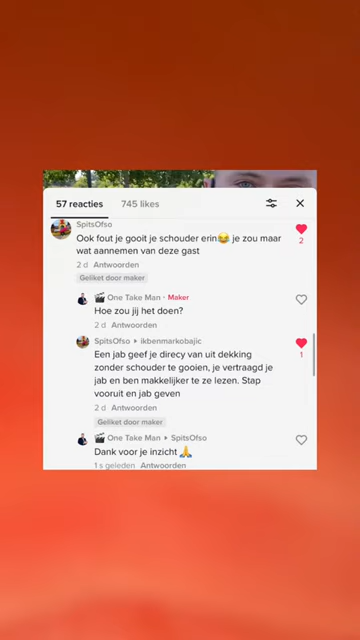 57 reacties 745 likes
SpitsOfso
Ook fout je gooit je schouder erin😂 je zou maar
wat aannemen van deze gast
2
2 d Antwoorden
Geliket door maker
🎬 One Take Man · Maker
Hoe zou jij het doen?
2 d Antwoorden
SpitsOfso ▸ ikbenmarkobajic
1
Een jab geef je direcy van uit dekking
zonder schouder te gooien, je vertraagd je
jab en ben makkelijker te ze lezen. Stap
vooruit en jab geven
2 d Antwoorden
Geliket door maker
🎬 One Take Man ▸ SpitsOfso
Dank voor je inzicht 🙏
1 s geleden Antwoorden